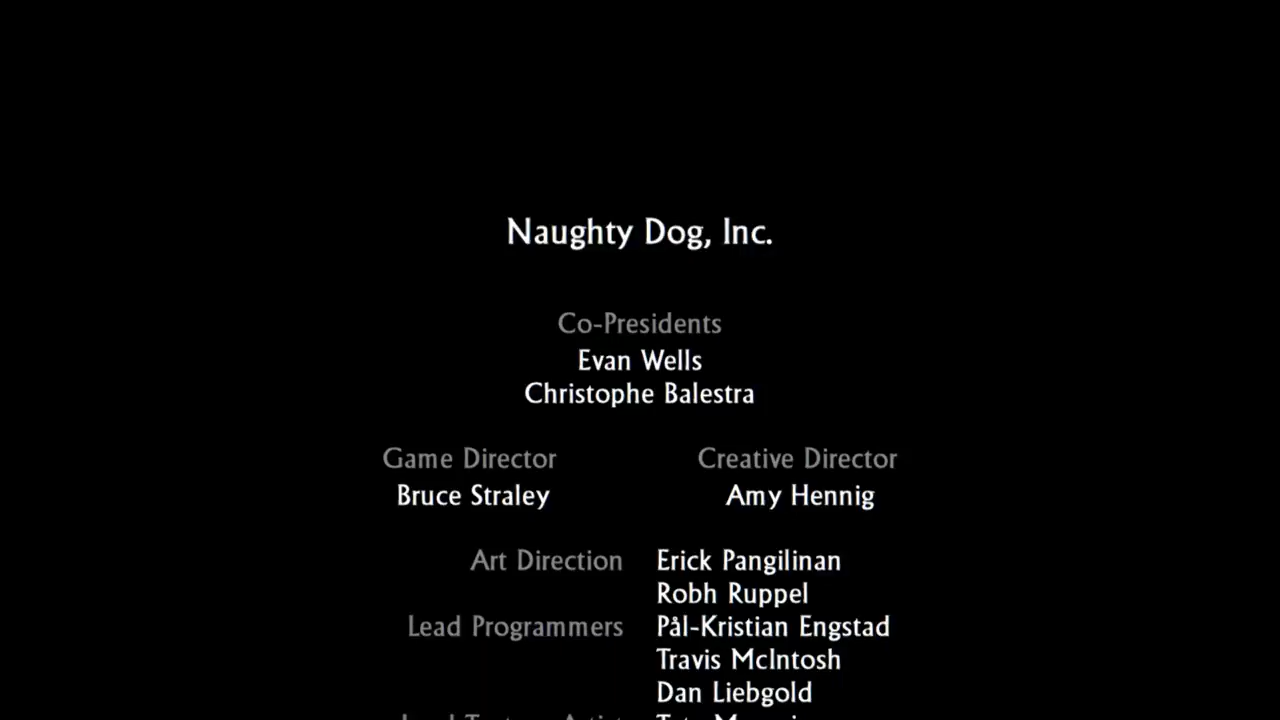 Naughty Dog, Inc.
Co-Presidents
Evan Wells
Christophe Balestra
Game Director Creative Director
Bruce Straley Amy Hennig
Art Direction Erick Pangilinan
Robh Ruppel
Lead Programmers Pål-Kristian Engstad
Travis McIntosh
Dan Liebgold